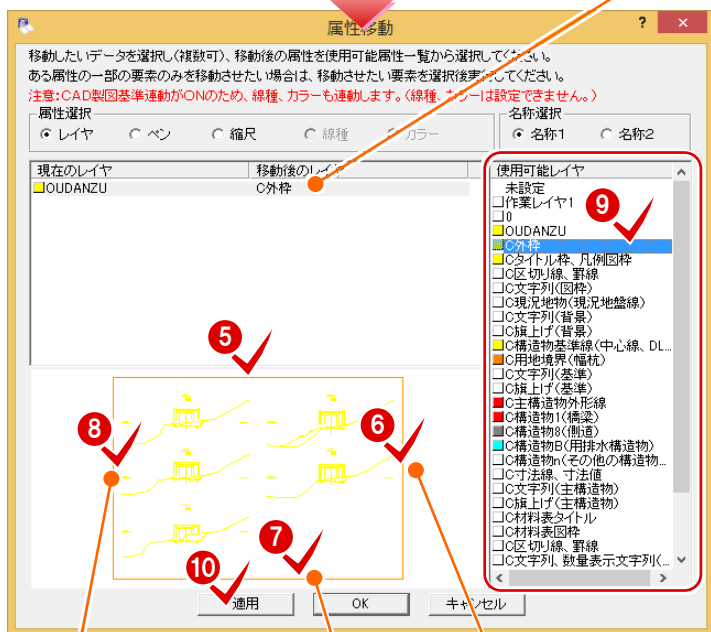 属性移動
? ×
移動したいデータを選択し(複数可)、移動後の属性を使用可能属性一覧から選択してください。
ある属性の一部の要素のみを移動させたい場合は、移動させたい要素を選択後実行してください。
注意:CAD製図基準連動がONのため、線種、カラーも連動します。(線種、カラーは設定できません。)
属性選択
レイヤ ペン 縮尺 線種 カラー
名称選択
名称1 名称2
現在のレイヤ 移動後のレイヤ
OUDANZU C外枠
使用可能レイヤ
未設定
作業レイヤ1
0
OUDANZU
C外枠
Cタイトル枠、凡例図枠
C区切り線、罫線
C文字列(図枠)
C現況地物(現況地盤線)
C文字列(背景)
C旗上げ(背景)
C構造物基準線(中心線、DL...
C用地境界(幅杭)
C文字列(基準)
C旗上げ(基準)
C主構造物外形線
C構造物1(橋梁)
C構造物8(側道)
C構造物B(用排水構造物)
C構造物n(その他の構造物...
C寸法線、寸法値
C文字列(主構造物)
C旗上げ(主構造物)
C材料表タイトル
C材料表図枠
C区切り線、罫線
C文字列、数量表示文字列(...
9
5
8
6
7
10
適用 OK キャンセル